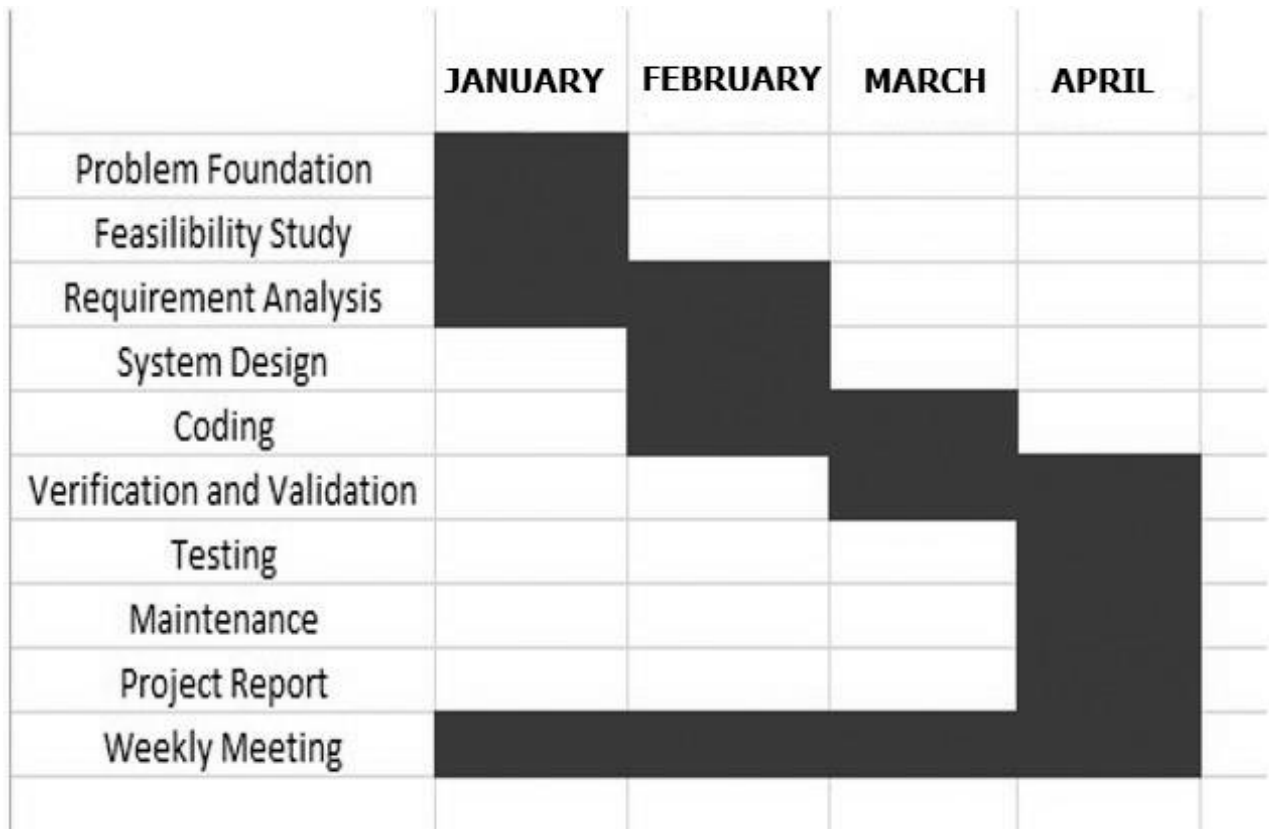 JANUARY FEBRUARY MARCH APRIL
Problem Foundation
Feasilibility Study
Requirement Analysis
System Design
Coding
Verification and Validation
Testing
Maintenance
Project Report
Weekly Meeting